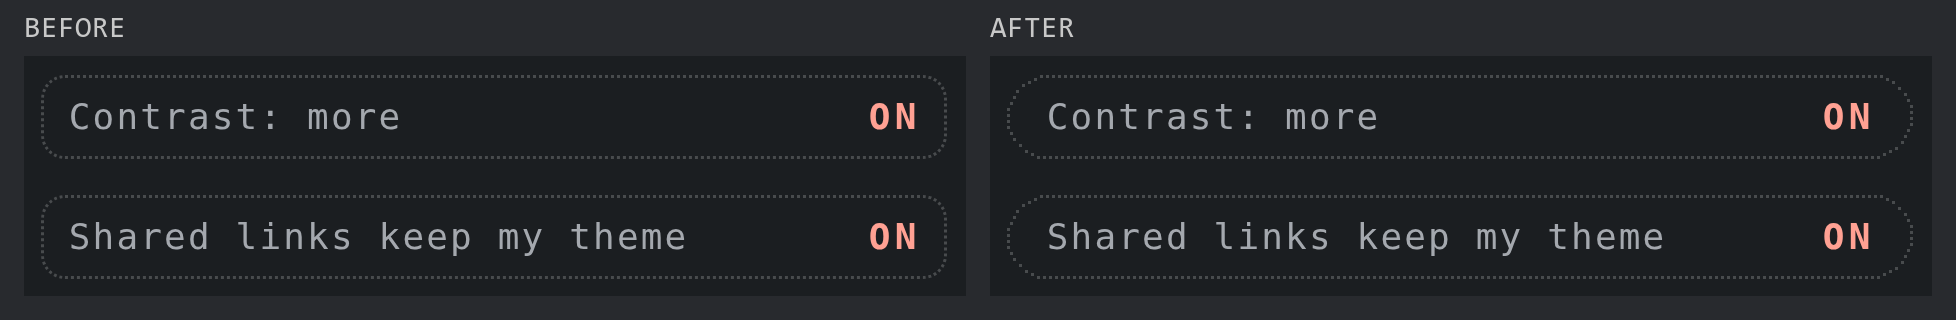 BEFORE
Contrast: more ON
Shared links keep my theme ON
AFTER
Contrast: more ON
Shared links keep my theme ON